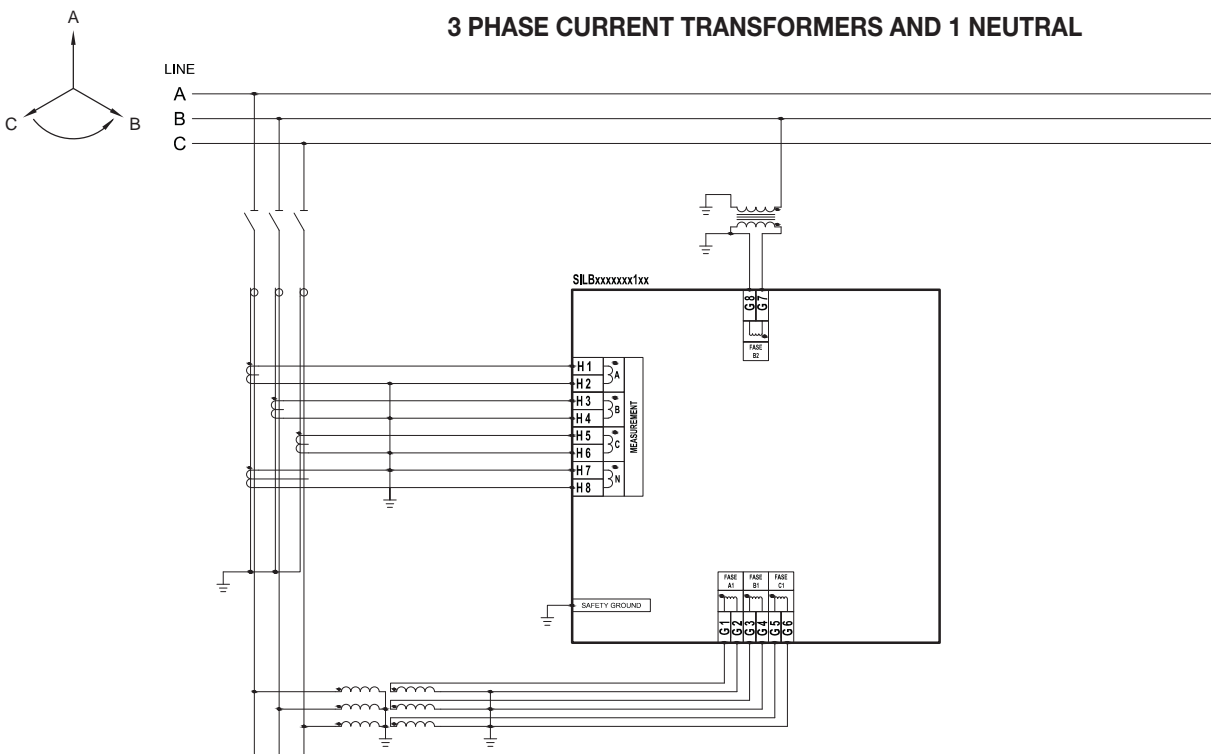 3 PHASE CURRENT TRANSFORMERS AND 1 NEUTRAL
A
C
B
LINE
A
B
C
SILBxxxxxxx1xx
G8
G7
FASE
B2
H1
H2
H3
H4
H5
H6
H7
H8
A
B
C
N
MEASUREMENT
SAFETY GROUND
FASE
A1
FASE
B1
FASE
C1
G1
G2
G3
G4
G5
G6